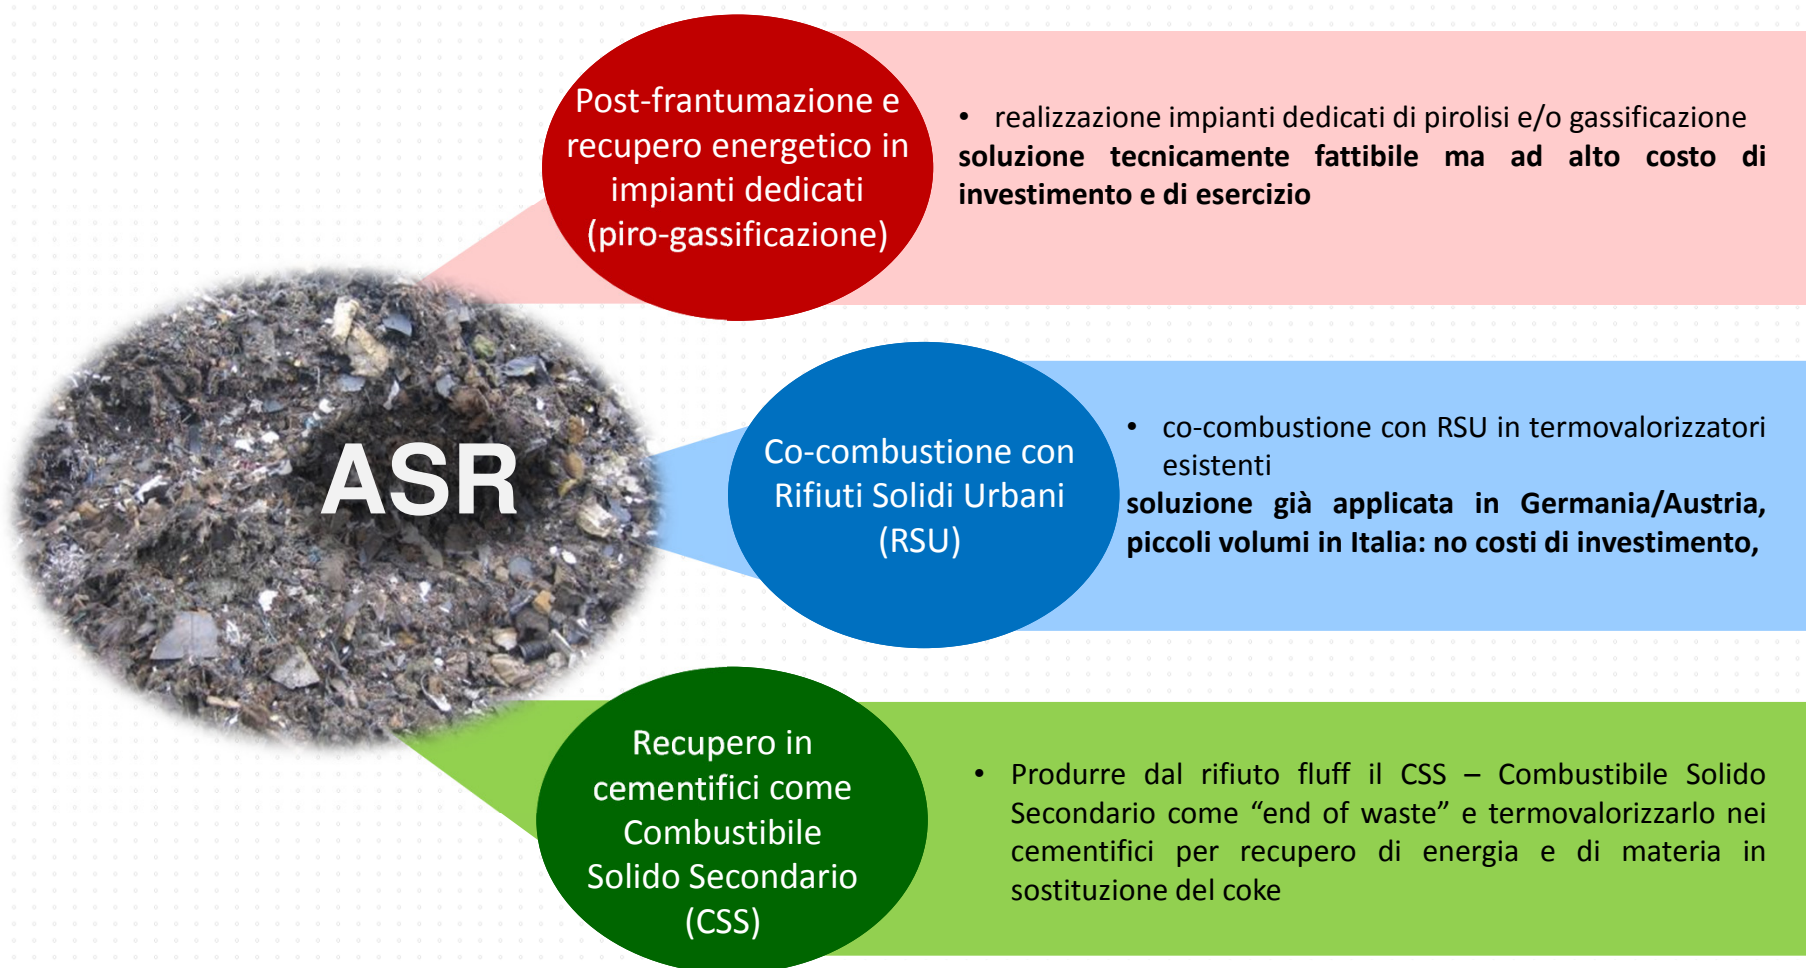 Post-frantumazione e
recupero energetico in
impianti dedicati
(piro-gassificazione)
• realizzazione impianti dedicati di pirolisi e/o gassificazione
soluzione tecnicamente fattibile ma ad alto costo di
investimento e di esercizio
ASR
Co-combustione con
Rifiuti Solidi Urbani
(RSU)
• co-combustione con RSU in termovalorizzatori
esistenti
soluzione già applicata in Germania/Austria,
piccoli volumi in Italia: no costi di investimento,
Recupero in
cementifici come
Combustibile
Solido Secondario
(CSS)
• Produrre dal rifiuto fluff il CSS – Combustibile Solido
Secondario come “end of waste” e termovalorizzarlo nei
cementifici per recupero di energia e di materia in
sostituzione del coke